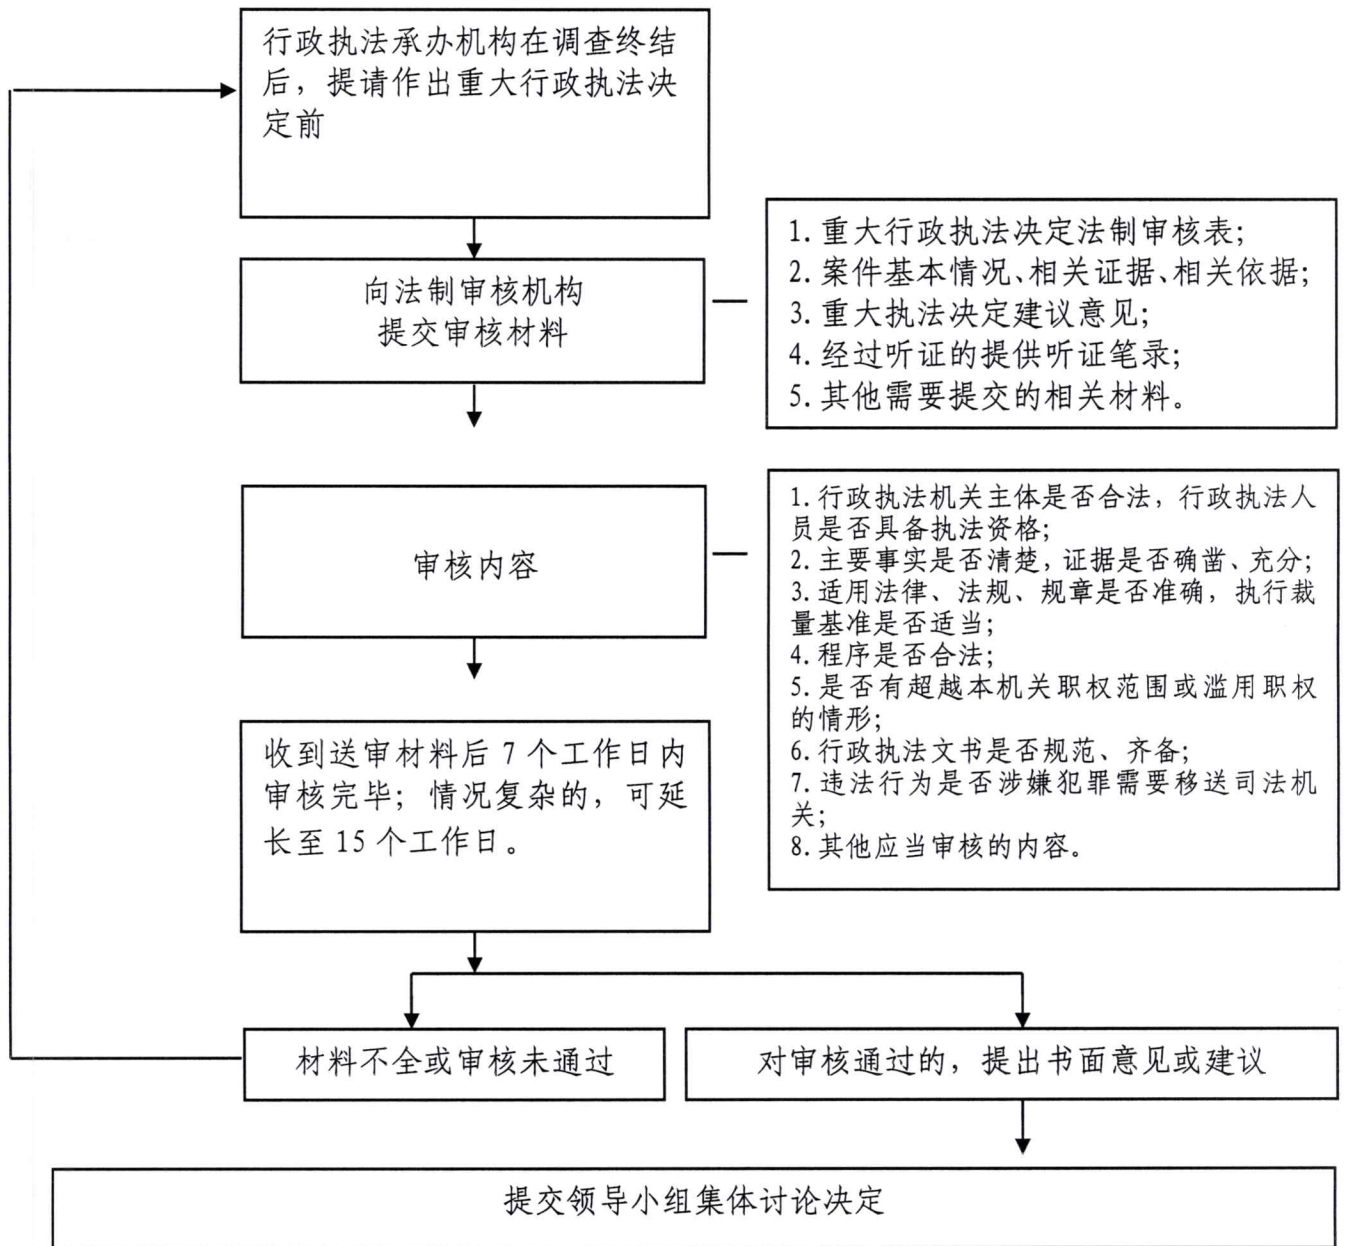 行政执法承办机构在调查终结
后，提请作出重大行政执法决
定前
向法制审核机构
提交审核材料
1.重大行政执法决定法制审核表；
2.案件基本情况、相关证据、相关依据；
3.重大执法决定建议意见；
4.经过听证的提供听证笔录；
5.其他需要提交的相关材料。
审核内容
1.行政执法机关主体是否合法，行政执法人
员是否具备执法资格；
2.主要事实是否清楚，证据是否确凿、充分；
3.适用法律、法规、规章是否准确，执行裁
量基准是否适当；
4.程序是否合法；
5.是否有超越本机关职权范围或滥用职权
的情形；
6.行政执法文书是否规范、齐备；
7.违法行为是否涉嫌犯罪需要移送司法机
关；
8.其他应当审核的内容。
收到送审材料后 7 个工作日内
审核完毕；情况复杂的，可延
长至 15 个工作日。
材料不全或审核未通过
对审核通过的，提出书面意见或建议
提交领导小组集体讨论决定